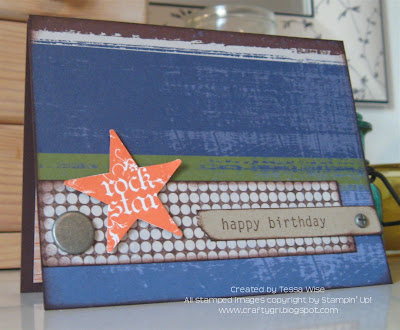 rock
star
happy birthday
Created by Tessa Wise
All Stamped Images copyright by Stampin' Up!
www.craftygrl.blogspot.com